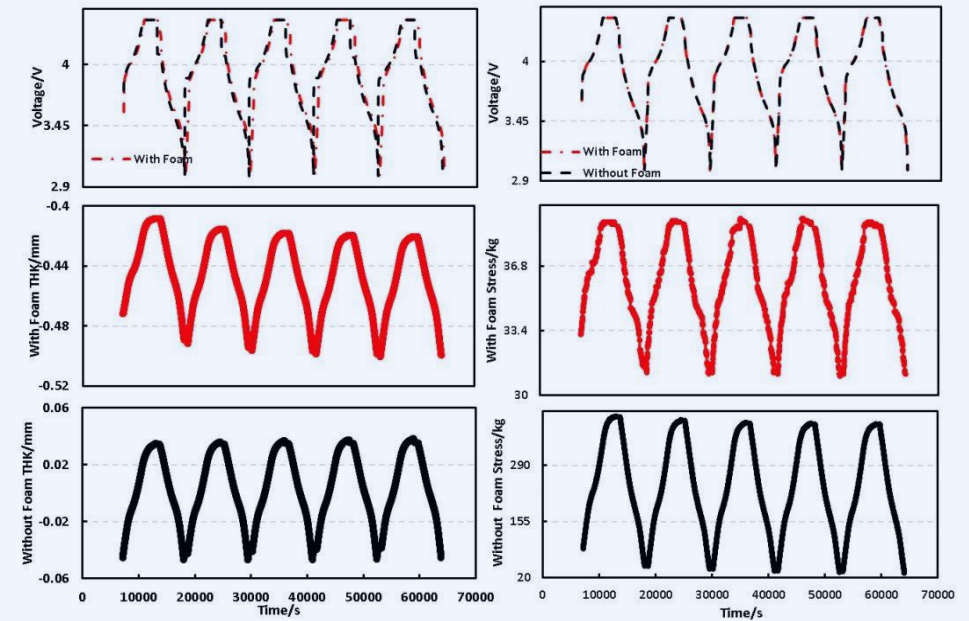 Voltage/V
4
3.45
2.9
With Foam
Voltage/V
4
3.45
2.9
With Foam
Without Foam
With Foam THK/mm
-0.4
-0.44
-0.48
-0.52
With Foam Stress/kg
36.8
33.4
30
Without Foam THK/mm
0.06
0.02
-0.02
-0.06
0 10000 20000 30000 40000 50000 60000 70000
Time/s
Without Foam Stress/kg
290
155
20
0 10000 20000 30000 40000 50000 60000 70000
Time/s